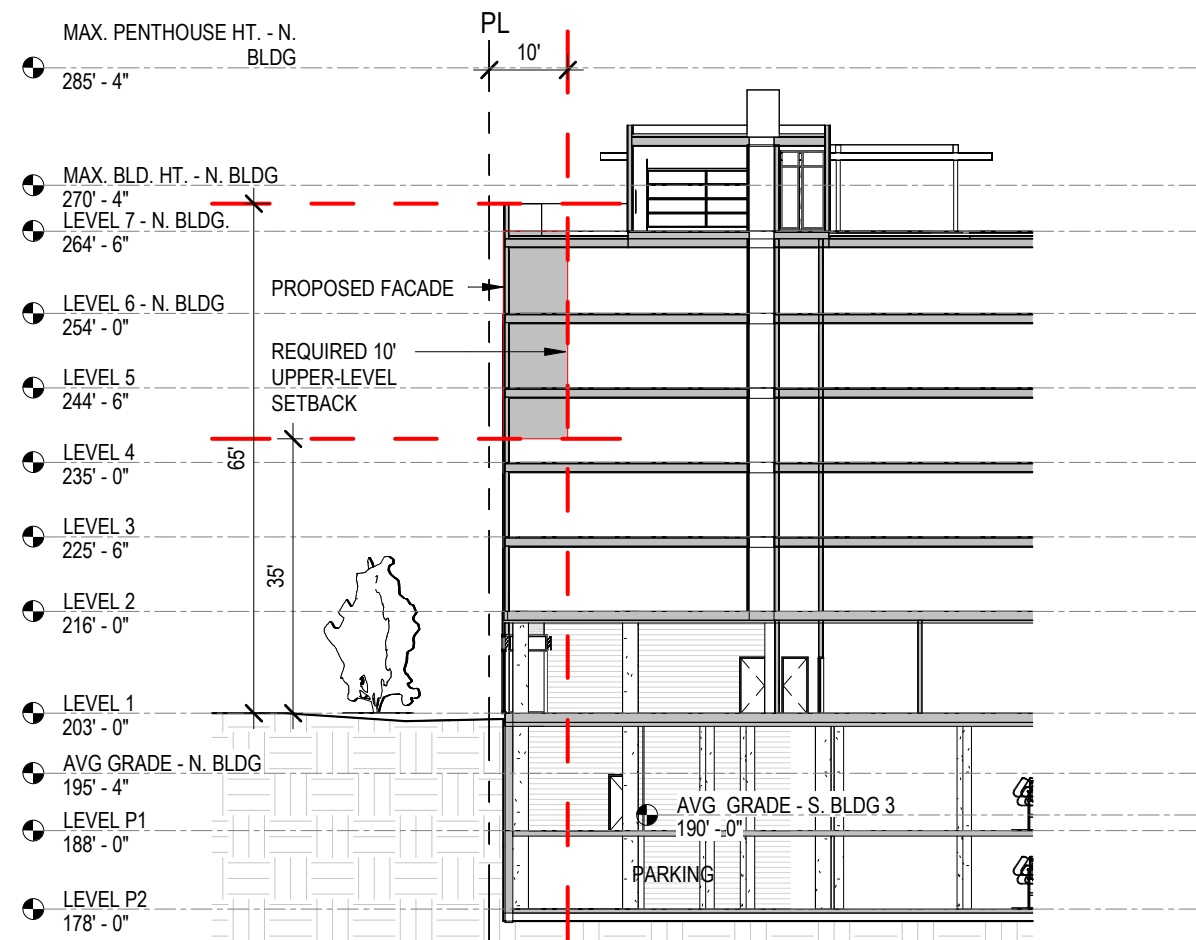 PL
10'
MAX. PENTHOUSE HT. - N.
BLDG
285' - 4"
MAX. BLD. HT. - N. BLDG
270' - 4"
LEVEL 7 - N. BLDG.
264' - 6"
PROPOSED FACADE
LEVEL 6 - N. BLDG
254' - 0"
REQUIRED 10'
UPPER-LEVEL
SETBACK
LEVEL 5
244' - 6"
65'
LEVEL 4
235' - 0"
LEVEL 3
225' - 6"
35'
LEVEL 2
216' - 0"
LEVEL 1
203' - 0"
AVG GRADE - N. BLDG
195' - 4"
AVG GRADE - S. BLDG 3
190' - 0"
LEVEL P1
188' - 0"
PARKING
LEVEL P2
178' - 0"